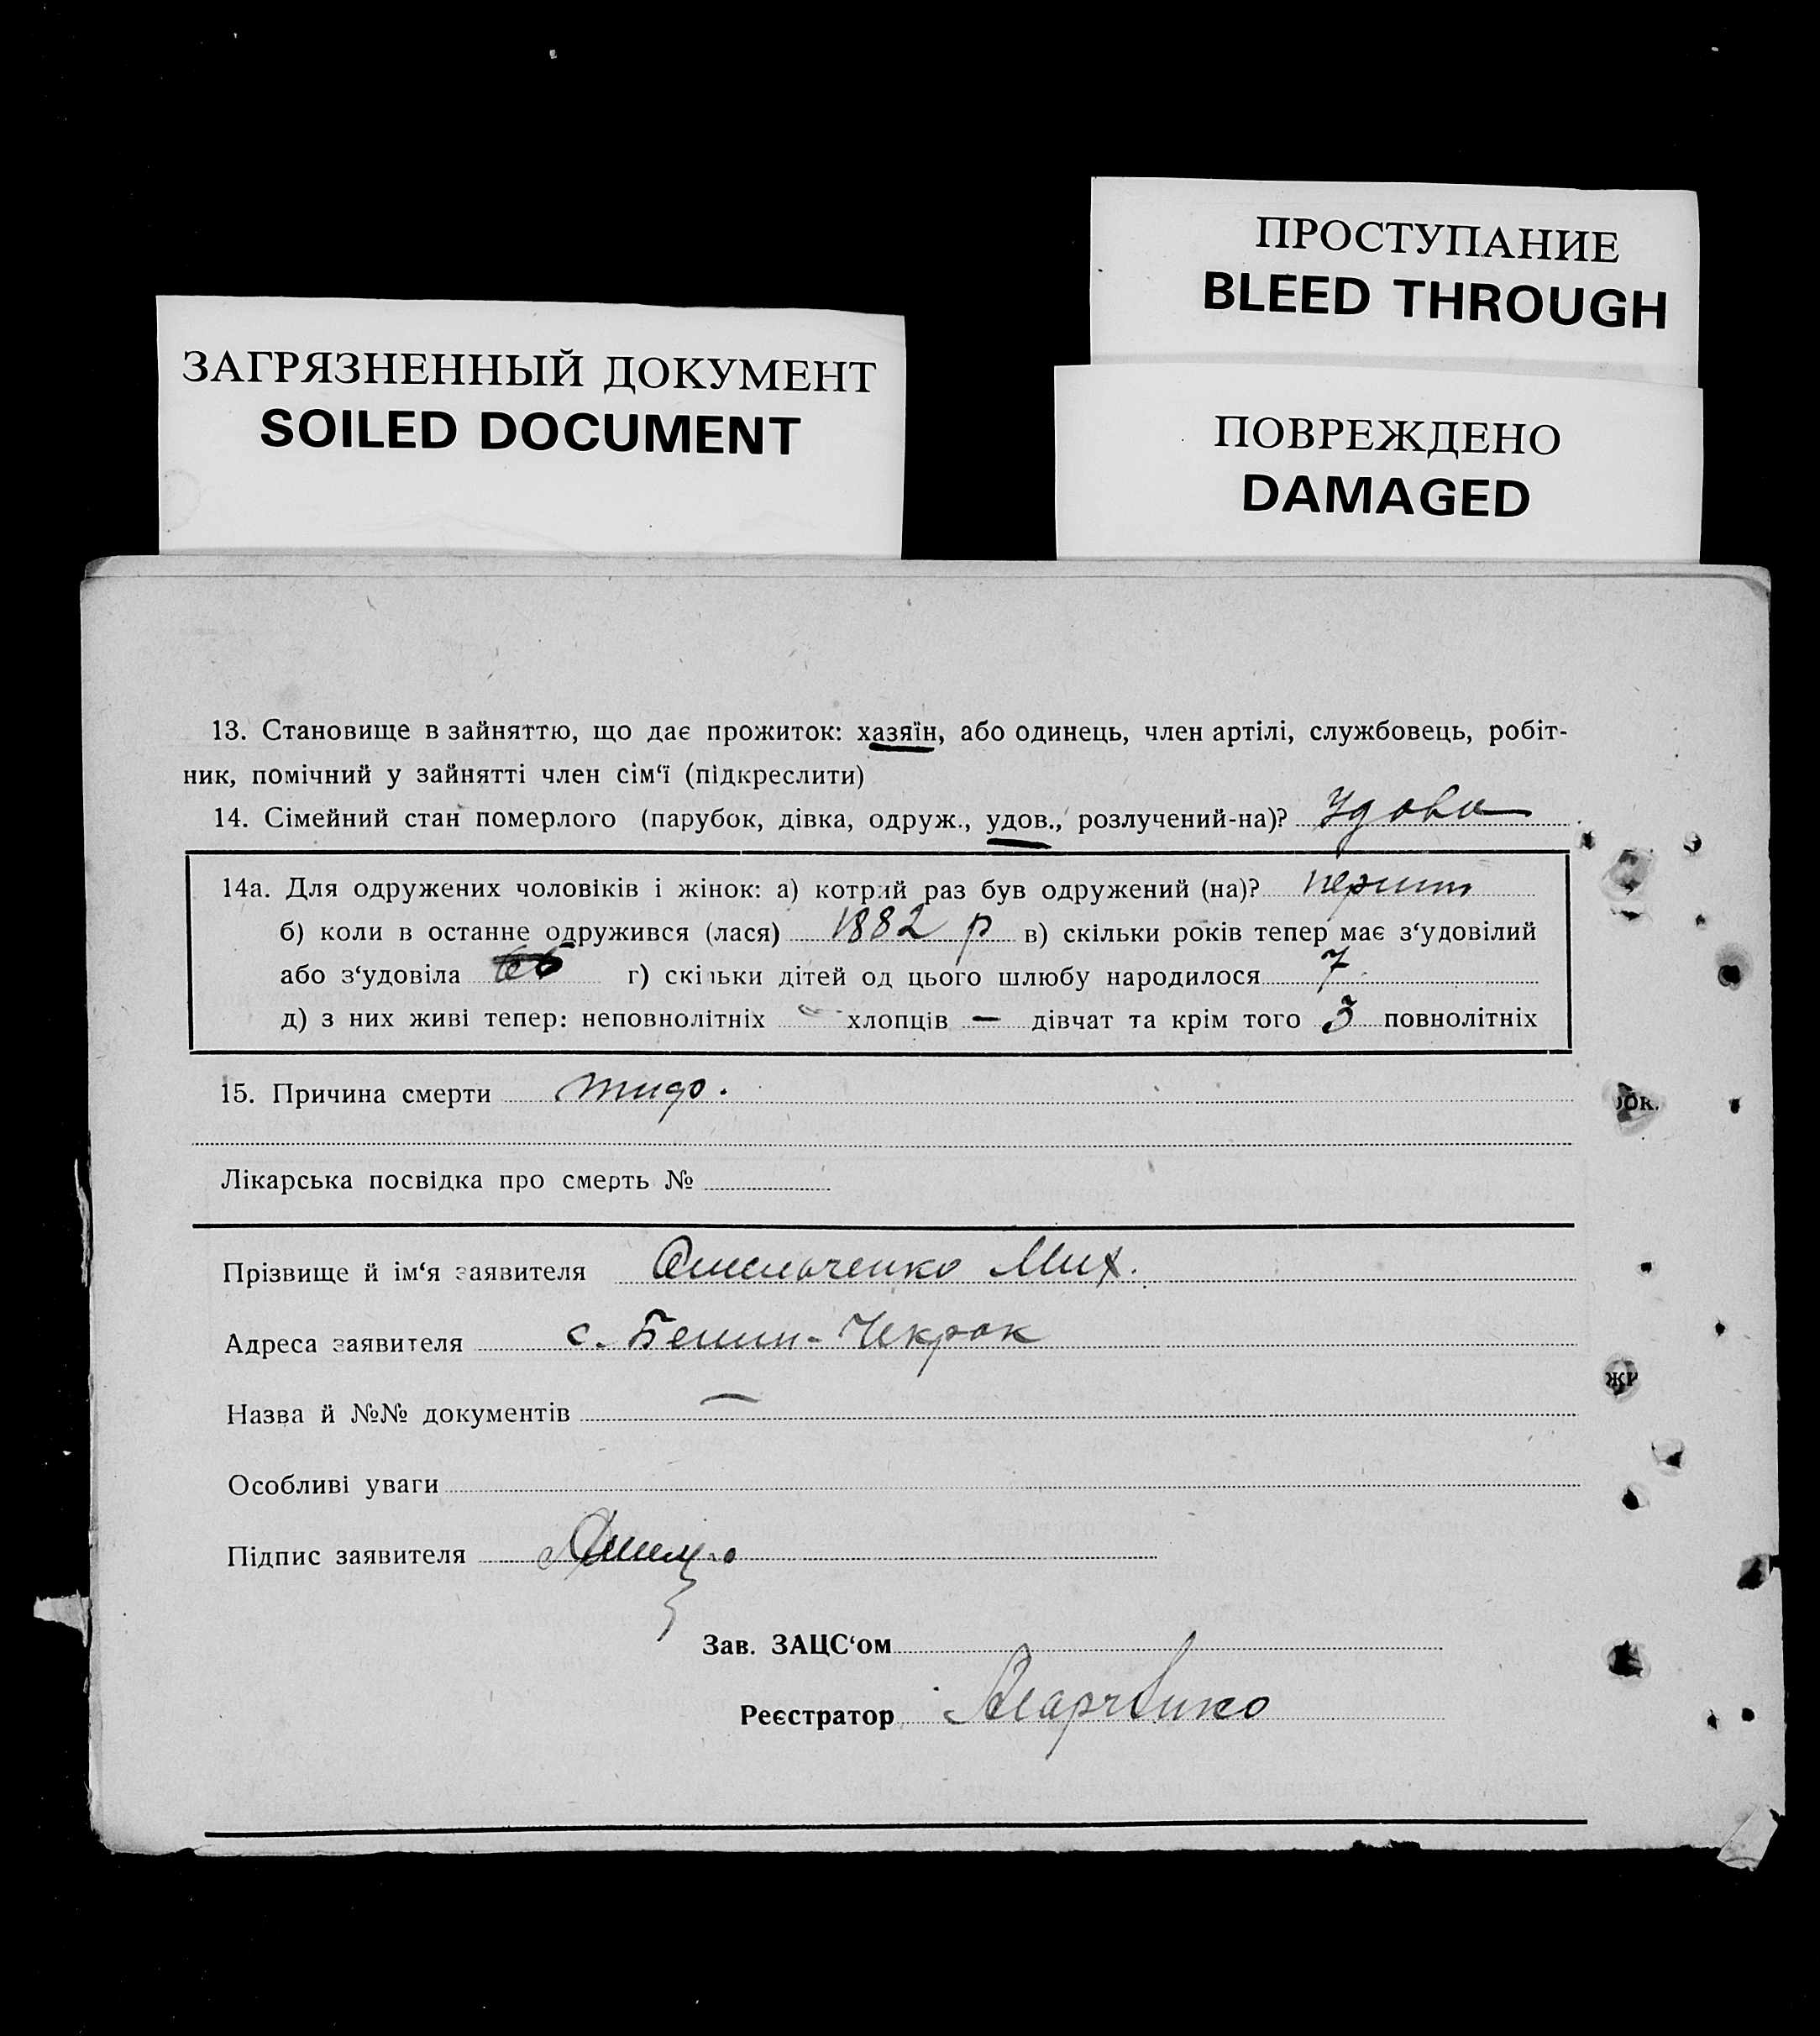 ПРОСТУПАНИЕ
BLEED THROUGH
ЗАГРЯЗНЕННЫЙ ДОКУМЕНТ
SOILED DOCUMENT
ПОВРЕЖДЕНО
DAMAGED
13. Становище в зайняттю, що дає прожиток: хазяїн, або одинець, член артілі, службовець, робіт-
ник, помічний у зайнятті член сім‘ї (підкреслити)
14. Сімейний стан померлого (парубок, дівка, одруж., удов., розлучений-на)? Удова
14а. Для одружених чоловіків і жінок: а) котрий раз був одружений (на)? перший
б) коли в останне одружився (лася) 1882 р в) скільки років тепер має з‘удовілий
або з‘удовіла г) скільки дітей од цього шлюбу народилося 7
д) з них живі тепер: неповнолітніх хлопців — дівчат та крім того 3 повнолітніх
15. Причина смерти
Лікарська посвідка про смерть №
Прізвище й ім‘я заявителя Омельченко Мих.
Адреса заявителя с. Бешки-Чокрак
Назва й №№ документів —
Особливі уваги
Підпис заявителя
Зав. ЗАЦС‘ом
Реєстратор